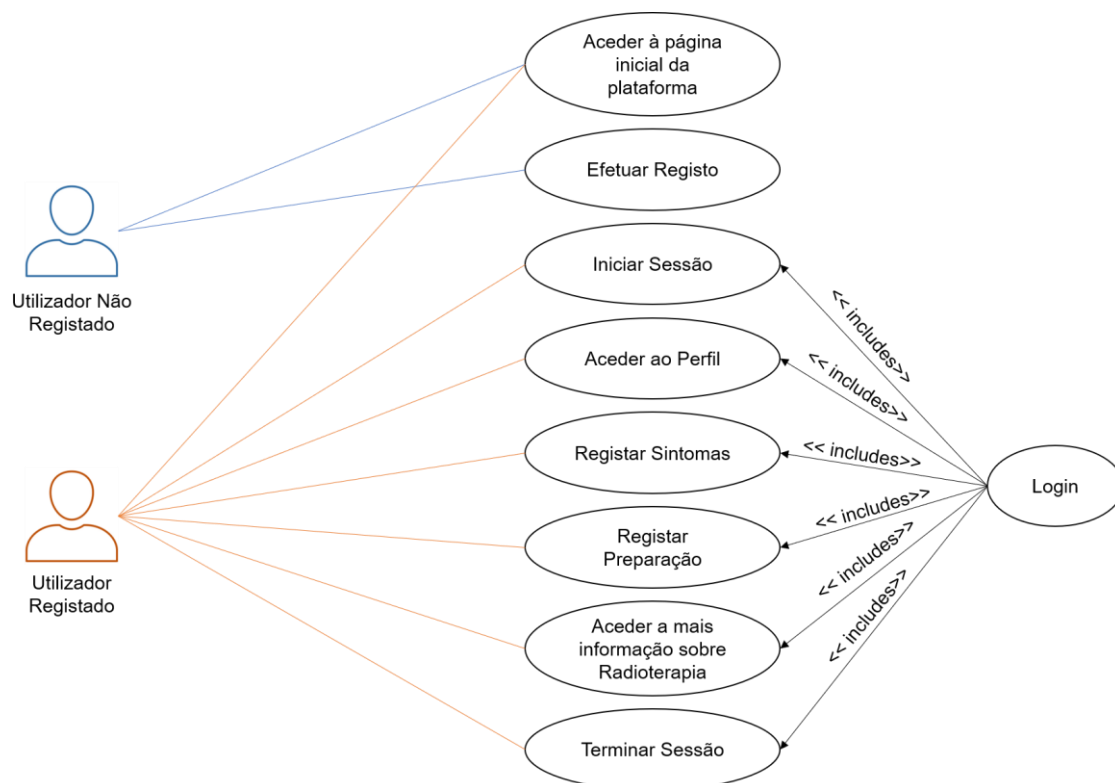 Aceder à página
inicial da
plataforma
Efetuar Registo
Utilizador Não
Registado
Iniciar Sessão
<< includes>>
Aceder ao Perfil
<< includes>>
Registar Sintomas
<< includes>>
Login
Utilizador
Registado
Registar
Preparação
<< includes>>
Aceder a mais
informação sobre
Radioterapia
<< includes>>
Terminar Sessão
<< includes>>